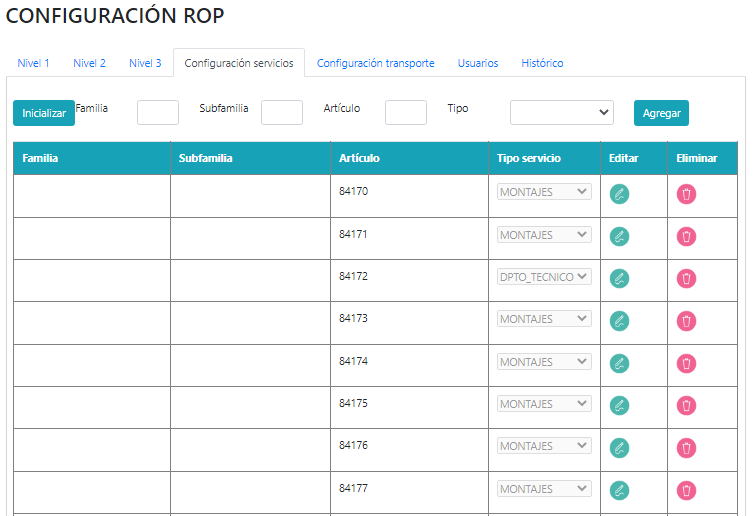 CONFIGURACIÓN ROP
Nivel 1 Nivel 2 Nivel 3 Configuración servicios Configuración transporte Usuarios Histórico
Inicializar Familia Subfamilia Artículo Tipo Agregar
Familia Subfamilia Artículo Tipo servicio Editar Eliminar
84170 MONTAJES
84171 MONTAJES
84172 DPTO_TECNICO
84173 MONTAJES
84174 MONTAJES
84175 MONTAJES
84176 MONTAJES
84177 MONTAJES